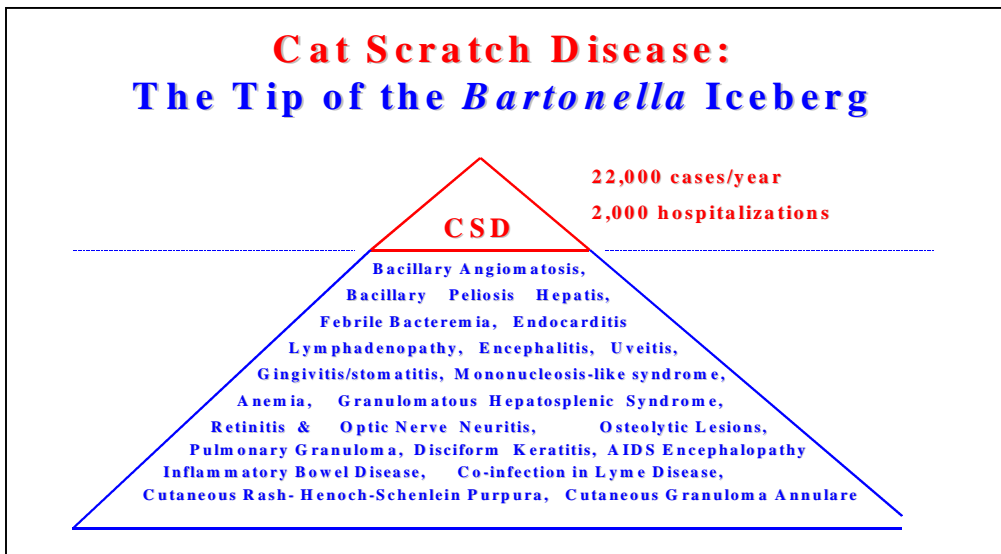 Cat Scratch Disease:
The Tip of the Bartonella Iceberg
22,000 cases/year
2,000 hospitalizations
CSD
Bacillary Angiomatosis,
Bacillary Peliosis Hepatis,
Febrile Bacteremia, Endocarditis
Lymphadenopathy, Encephalitis, Uveitis,
Gingivitis/stomatitis, Mononucleosis-like syndrome,
Anemia, Granulomatous Hepatosplenic Syndrome,
Retinitis & Optic Nerve Neuritis, Osteolytic Lesions,
Pulmonary Granuloma, Disciform Keratitis, AIDS Encephalopathy
Inflammatory Bowel Disease, Co-infection in Lyme Disease,
Cutaneous Rash- Henoch-Schenlein Purpura, Cutaneous Granuloma Annulare